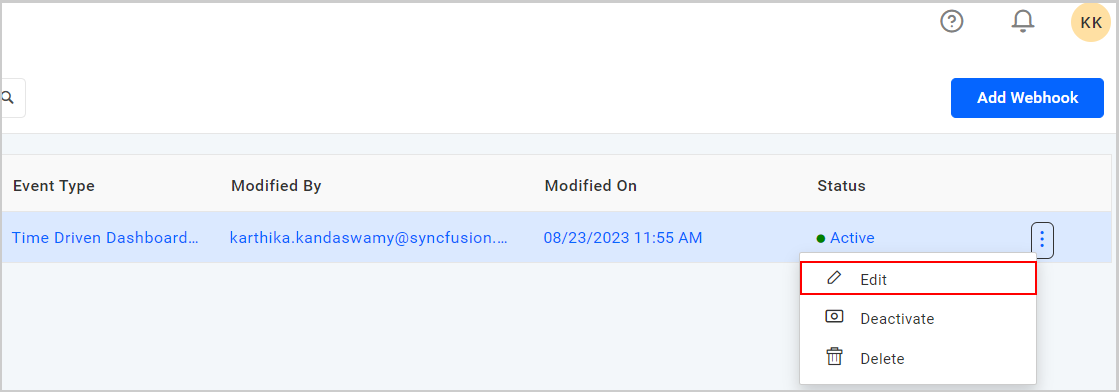 KK
Add Webhook
Event Type Modified By Modified On Status
Time Driven Dashboard... karthika.kandaswamy@syncfusion.... 08/23/2023 11:55 AM Active
Edit
Deactivate
Delete